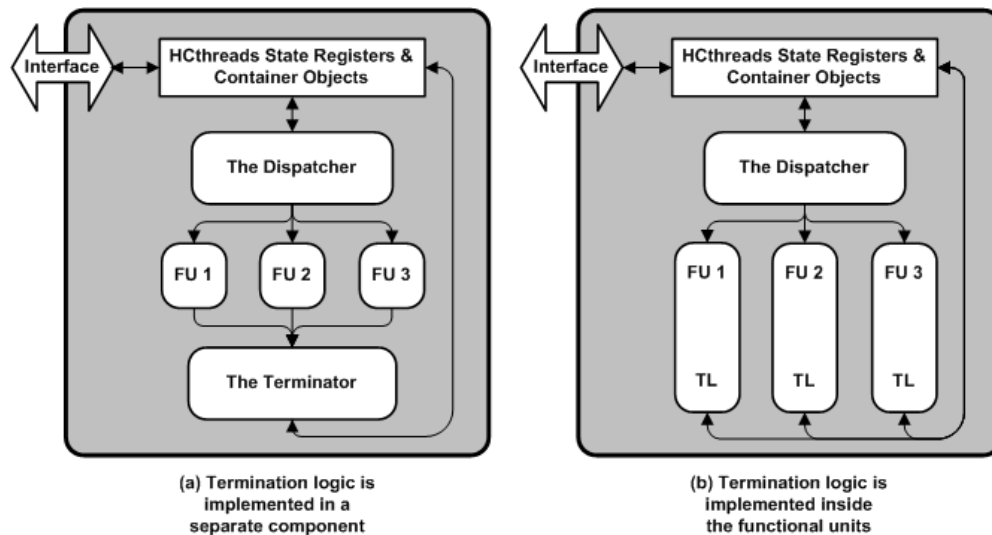 Interface
HCthreads State Registers &
Container Objects
The Dispatcher
FU 1
FU 2
FU 3
The Terminator
(a) Termination logic is
implemented in a
separate component
Interface
HCthreads State Registers &
Container Objects
The Dispatcher
FU 1
FU 2
FU 3
TL
TL
TL
(b) Termination logic is
implemented inside
the functional units